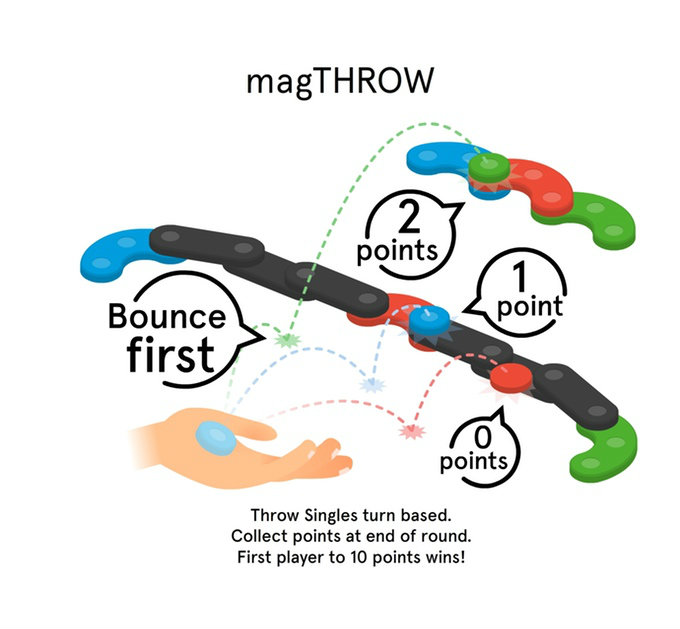 magTHROW
2
points
1
point
Bounce
first
0
points
Throw Singles turn based.
Collect points at end of round.
First player to 10 points wins!